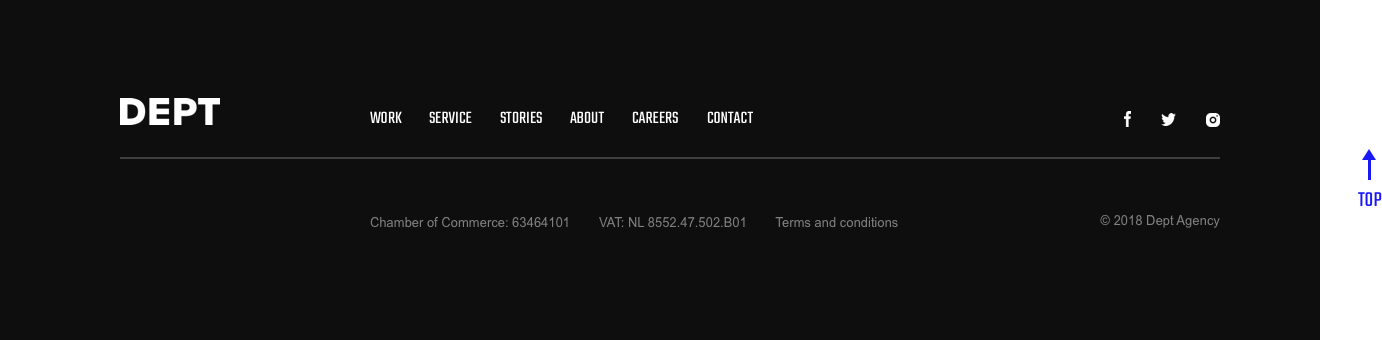 DEPT
WORK SERVICE STORIES ABOUT CAREERS CONTACT
TOP
Chamber of Commerce: 63464101 VAT: NL 8552.47.502.B01 Terms and conditions © 2018 Dept Agency